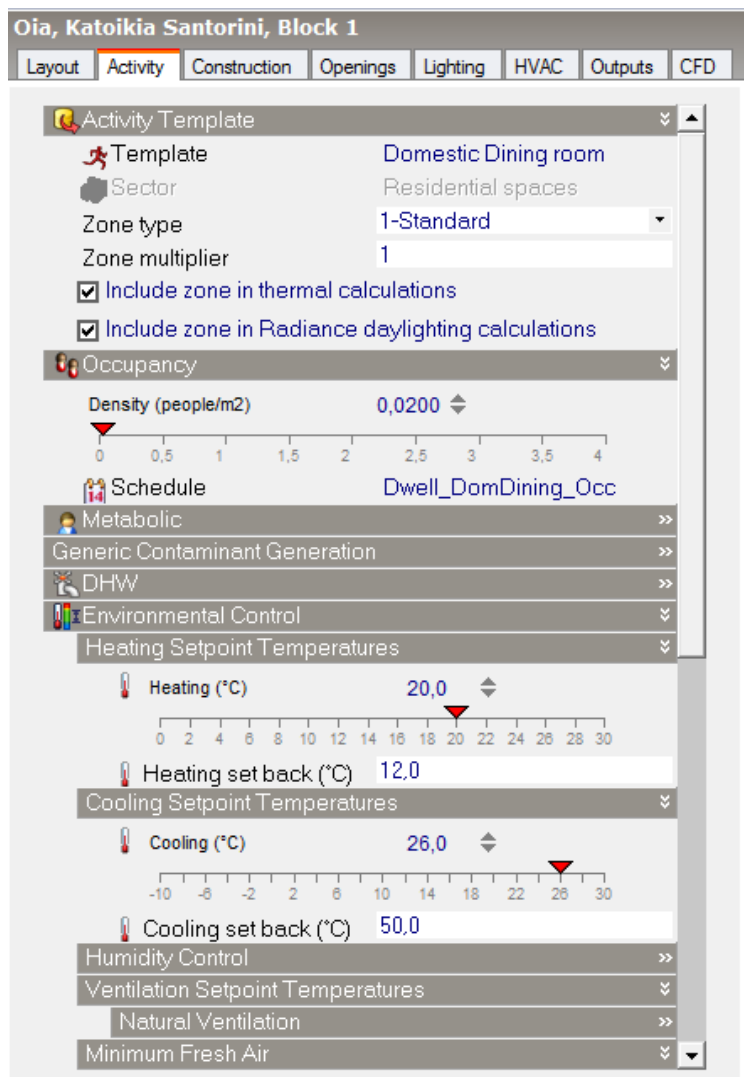 Oia, Katoikia Santorini, Block 1
Layout Activity Construction Openings Lighting HVAC Outputs CFD
Activity Template
Template Domestic Dining room
Sector Residential spaces
Zone type 1-Standard
Zone multiplier 1
Include zone in thermal calculations
Include zone in Radiance daylighting calculations
Occupancy
Density (people/m2) 0,0200
0 0,5 1 1,5 2 2,5 3 3,5 4
14 Schedule Dwell_DomDining_Occ
Metabolic
Generic Contaminant Generation
DHW
Environmental Control
Heating Setpoint Temperatures
Heating (°C) 20,0
0 2 4 6 8 10 12 14 16 18 20 22 24 26 28 30
Heating set back (°C) 12,0
Cooling Setpoint Temperatures
Cooling (°C) 26,0
-10 -6 -2 2 6 10 14 18 22 26 30
Cooling set back (°C) 50,0
Humidity Control
Ventilation Setpoint Temperatures
Natural Ventilation
Minimum Fresh Air